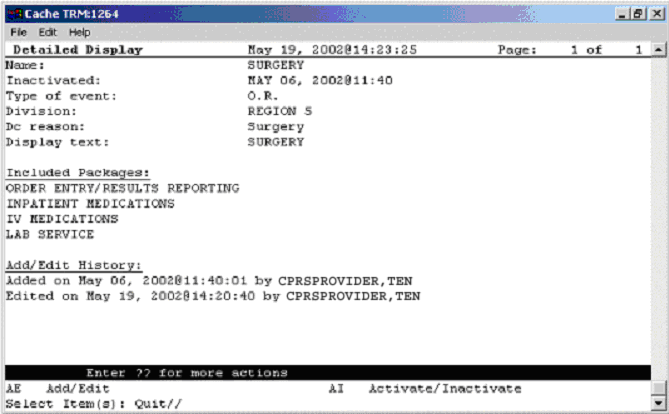 Cache TRM:1264
File Edit Help
Detailed Display May 19, 2002@14:23:25 Page: 1 of 1
Name: SURGERY
Inactivated: MAY 06, 2002@11:40
Type of event: O.R.
Division: REGION 5
Dc reason: Surgery
Display text: SURGERY
Included Packages:
ORDER ENTRY/RESULTS REPORTING
INPATIENT MEDICATIONS
IV MEDICATIONS
LAB SERVICE
Add/Edit History:
Added on May 06, 2002@11:40:01 by CPRSPROVIDER,TEN
Edited on May 19, 2002@14:20:40 by CPRSPROVIDER,TEN
Enter ?? for more actions
AE Add/Edit AI Activate/Inactivate
Select Item(s): Quit//